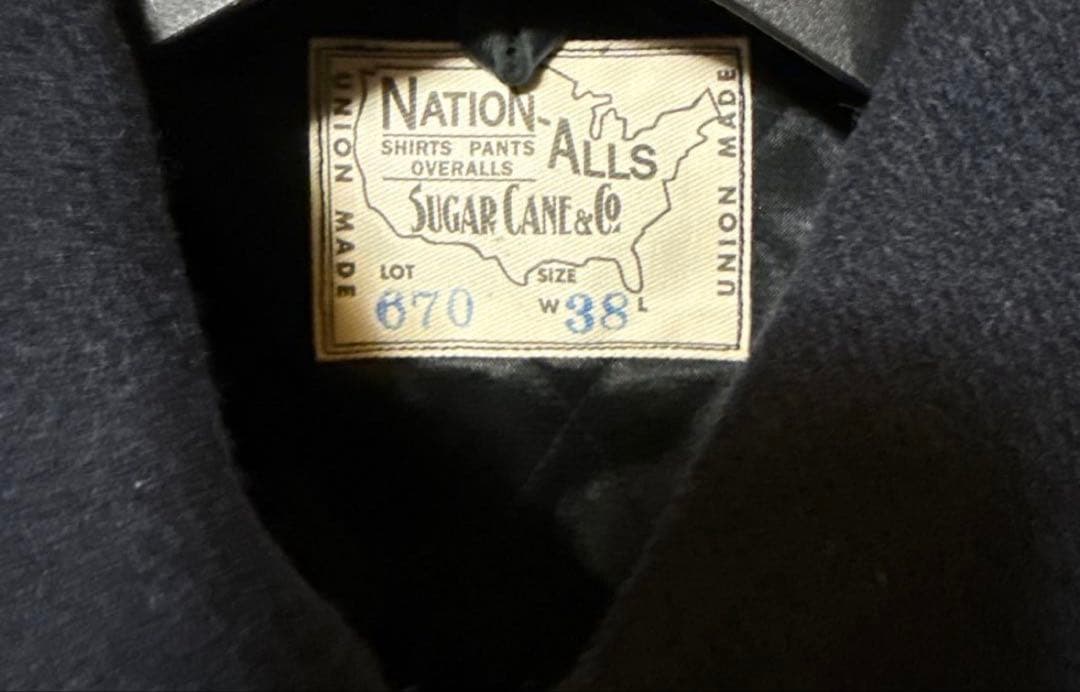 NATION-
ALLS
SHIRTS PANTS
OVERALLS
SUGAR CANE & Co
LOT
670
SIZE
W 38 L
UNION MADE
UNION MADE